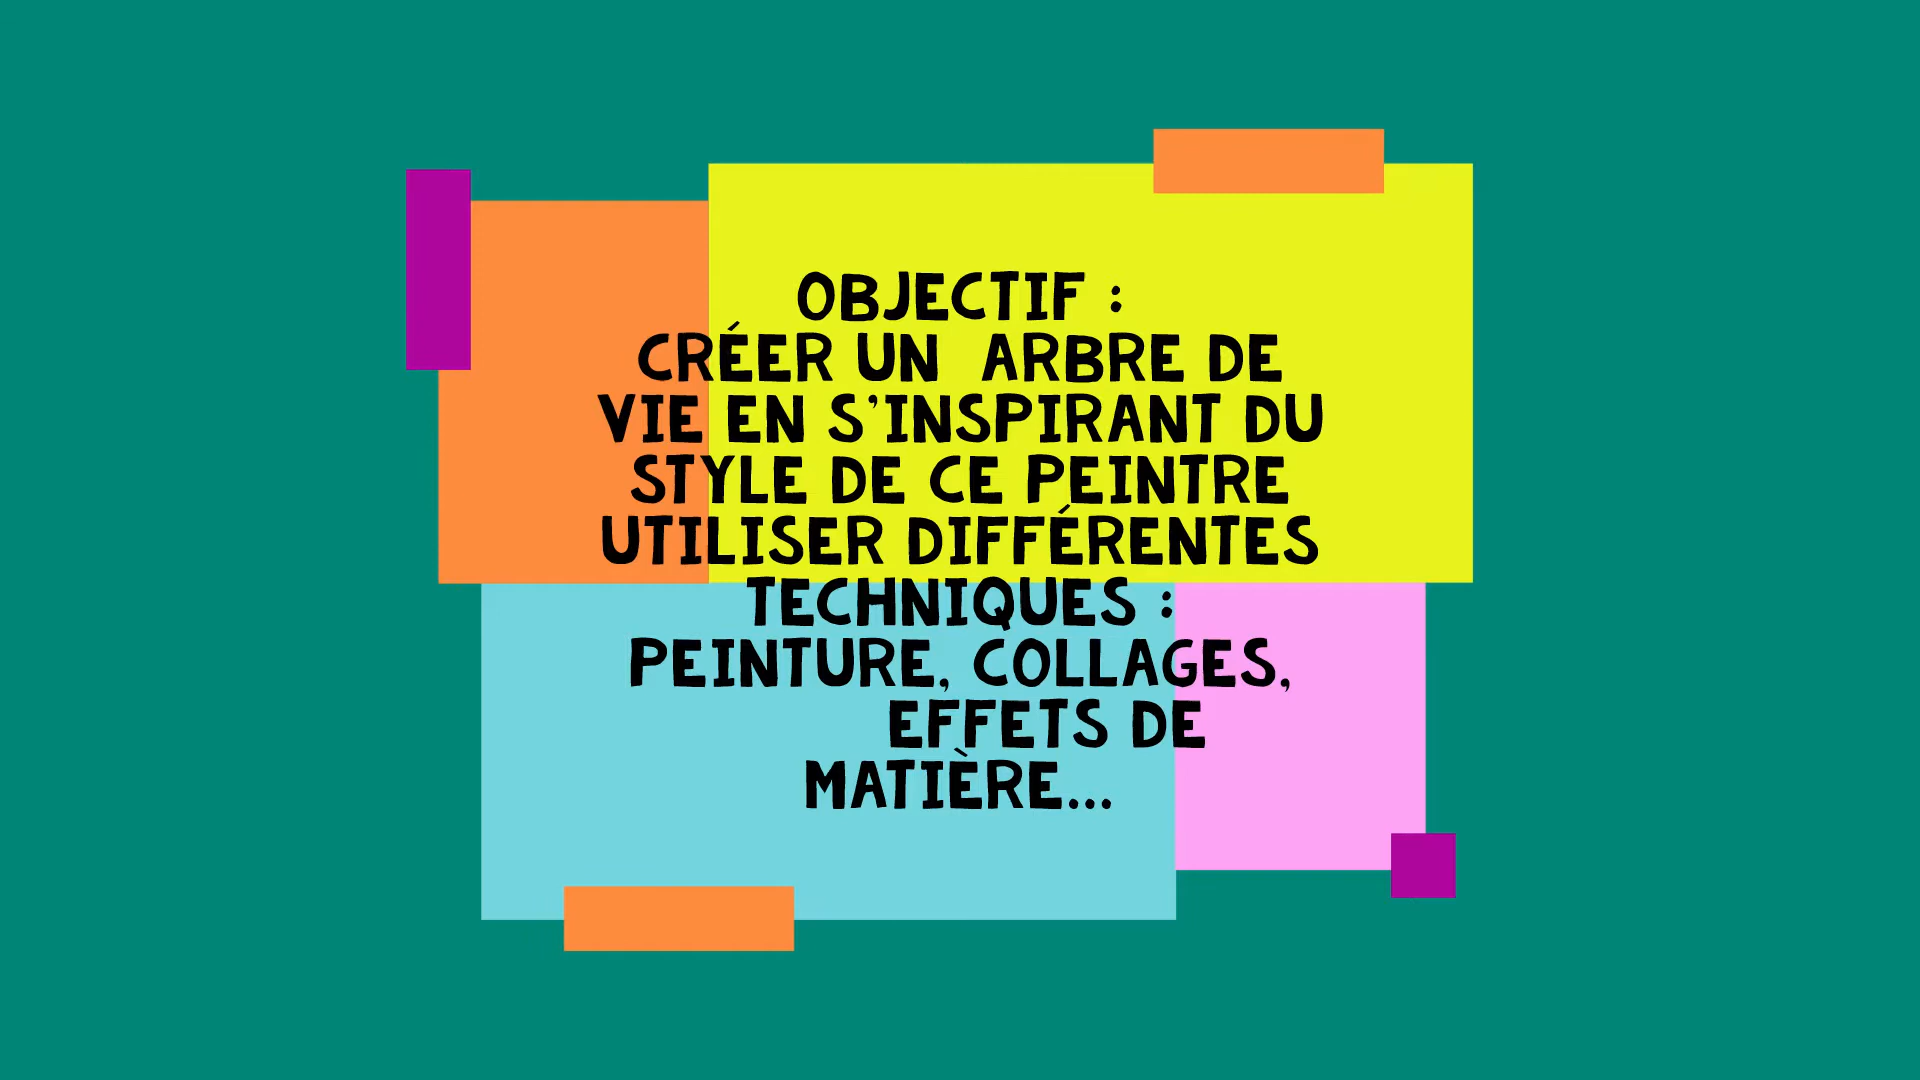 OBJECTIF :
CRÉER UN ARBRE DE
VIE EN S'INSPIRANT DU
STYLE DE CE PEINTRE
UTILISER DIFFÉRENTES
TECHNIQUES :
PEINTURE, COLLAGES,
EFFETS DE
MATIÈRE...